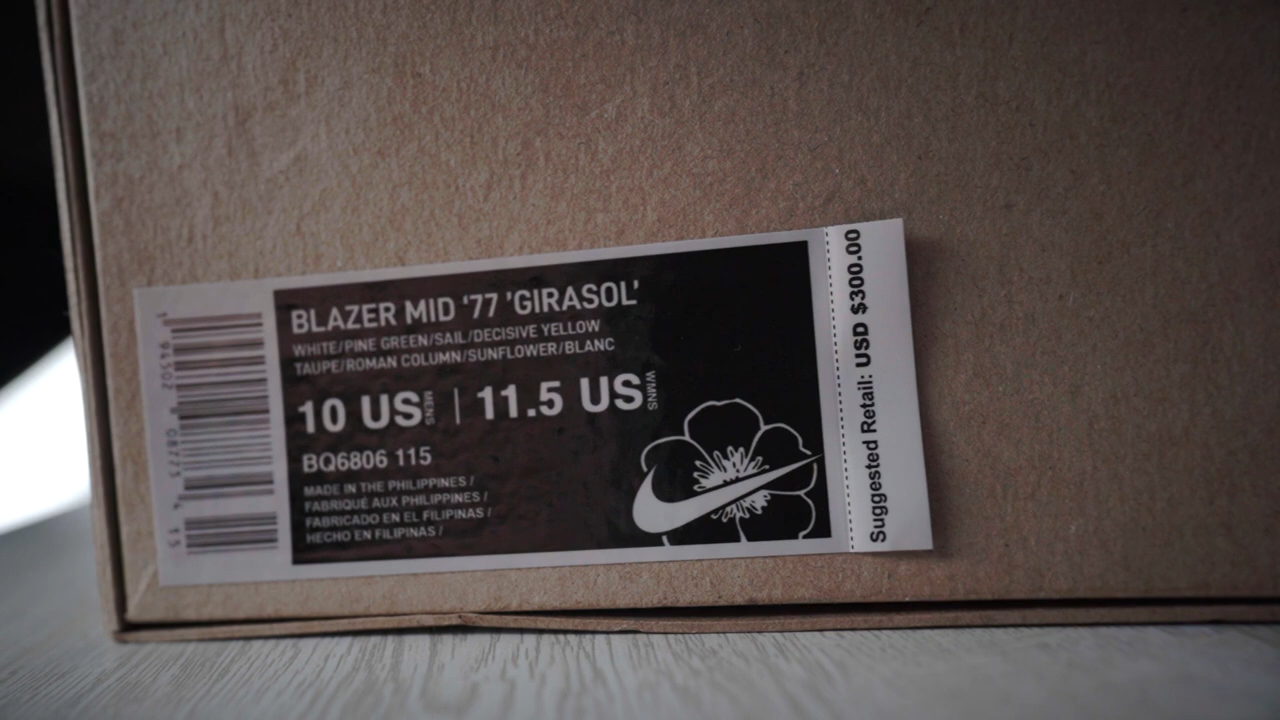 BLAZER MID ‘77 ’GIRASOL’
WHITE/PINE GREEN/SAIL/DECISIVE YELLOW
TAUPE/ROMAN COLUMN/SUNFLOWER/BLANC
10 US MENS | 11.5 US WMNS
BQ6806 115
MADE IN THE PHILIPPINES /
FABRIQUÉ AUX PHILIPPINES /
FABRICADO EN EL FILIPINAS /
HECHO EN FILIPINAS /
Suggested Retail: USD $300.00